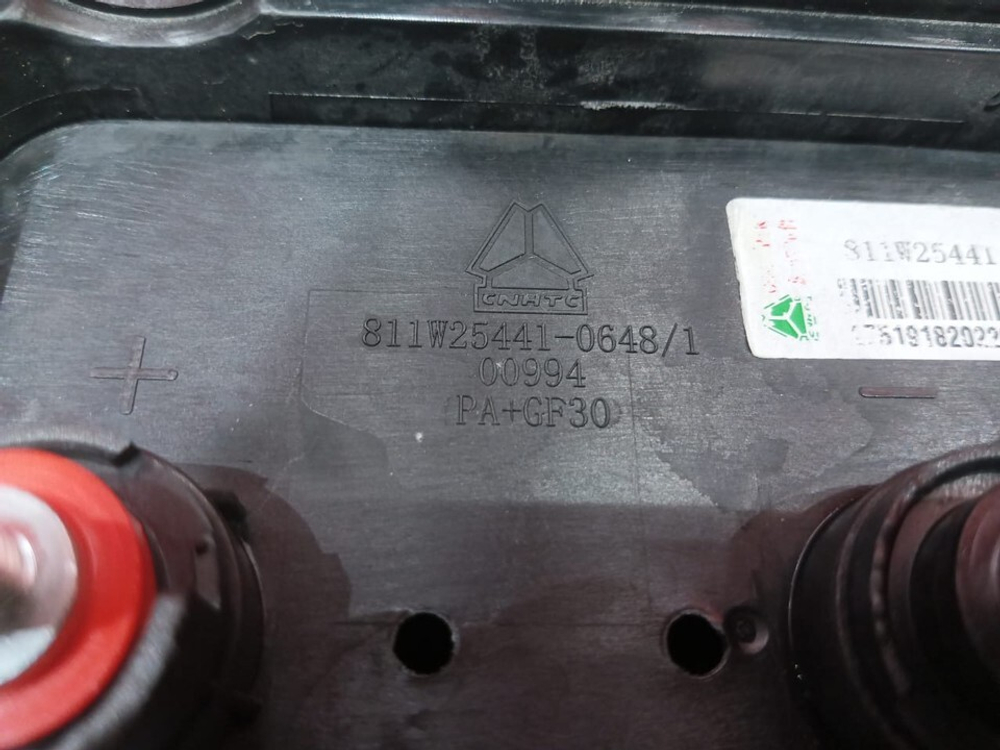 CNHTC
811W25441-0648/1
00994
PA+GF30
+
-
811W25441